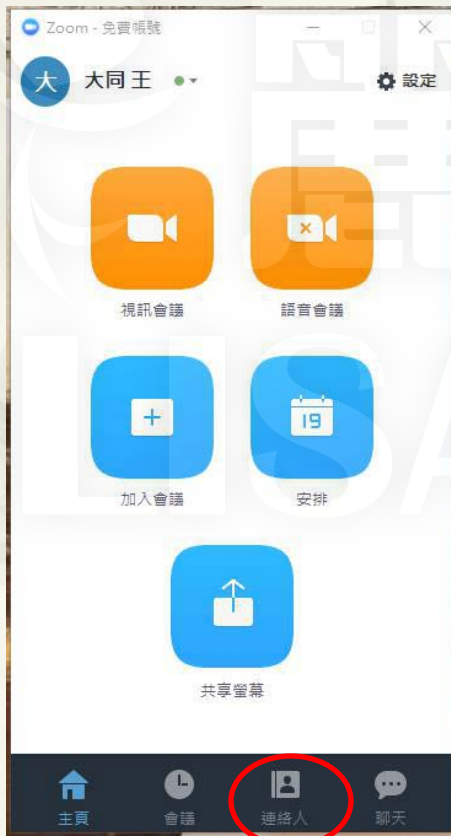 Zoom - 免費帳號
大 大同 王
設定
視訊會議 語音會議
19
加入會議 安排
共享螢幕
主頁 會議 連絡人 聊天
LISA